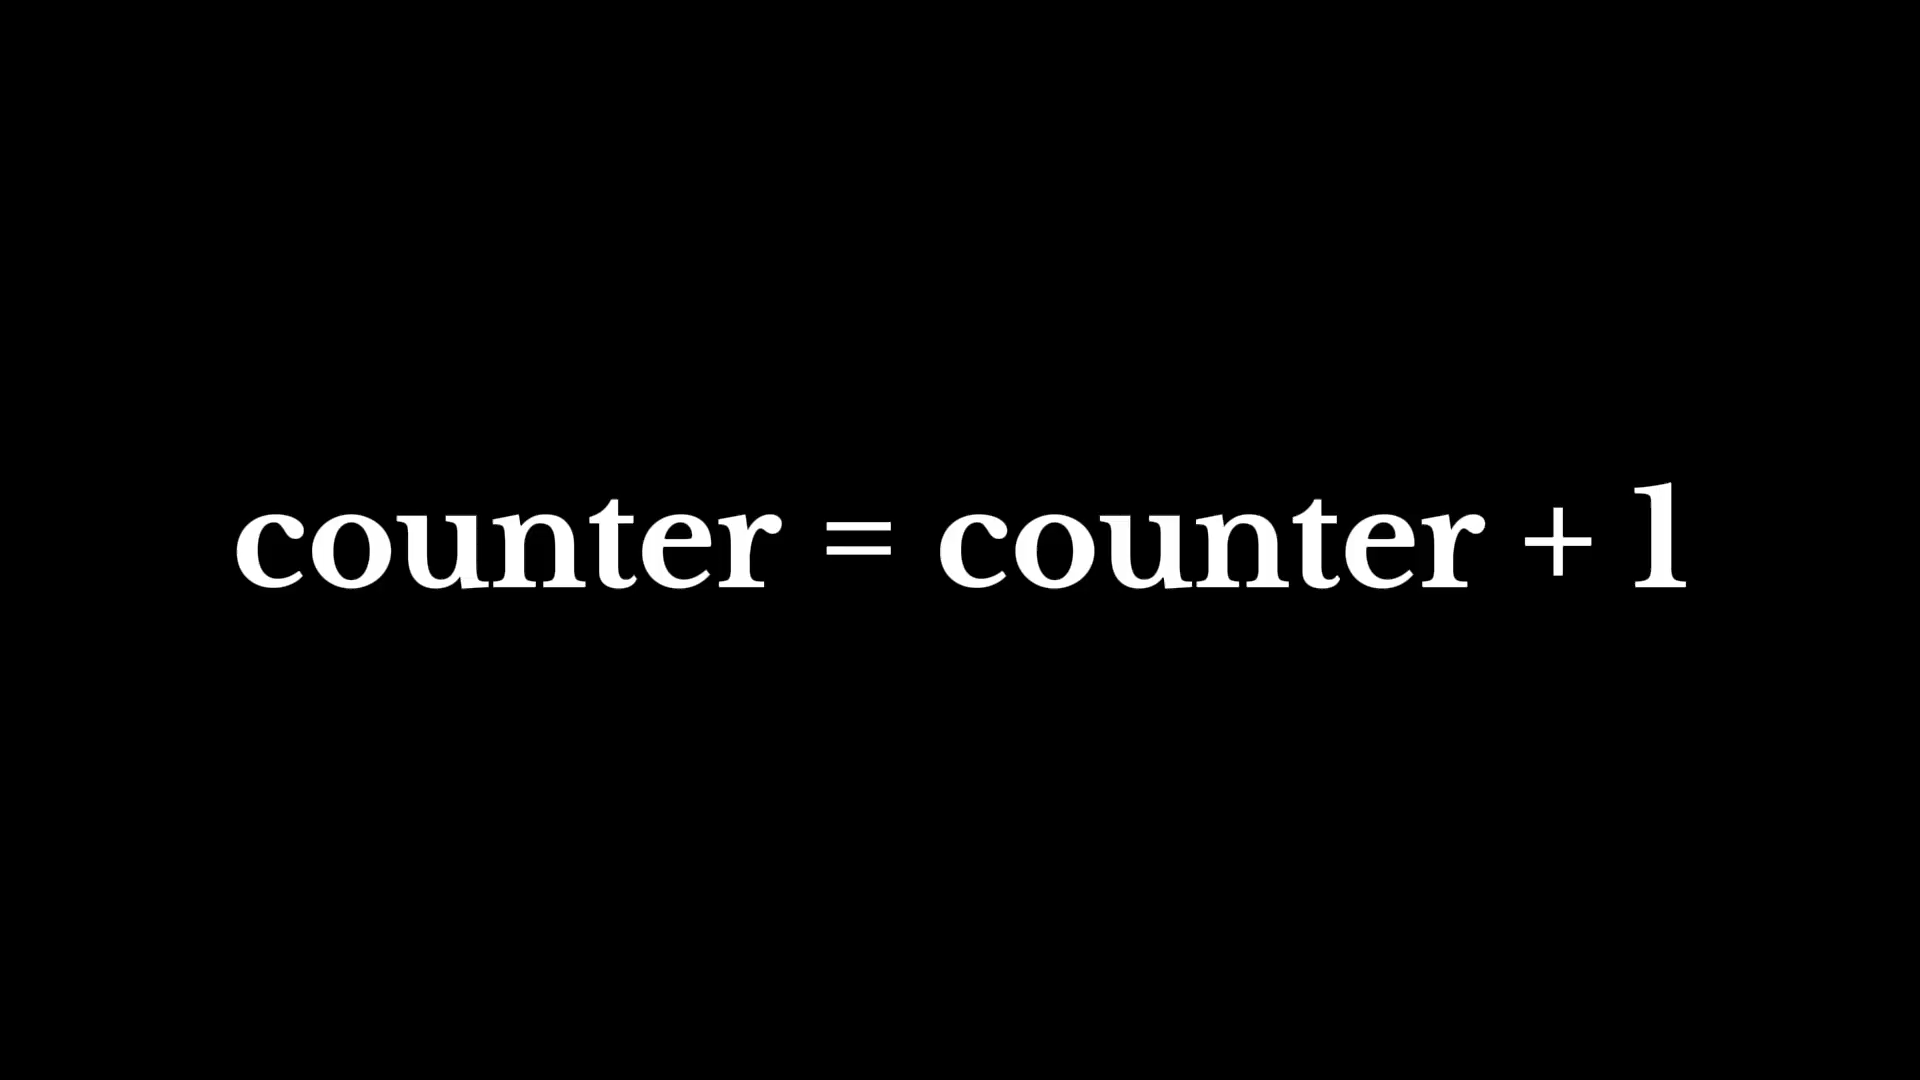 counter = counter + 1